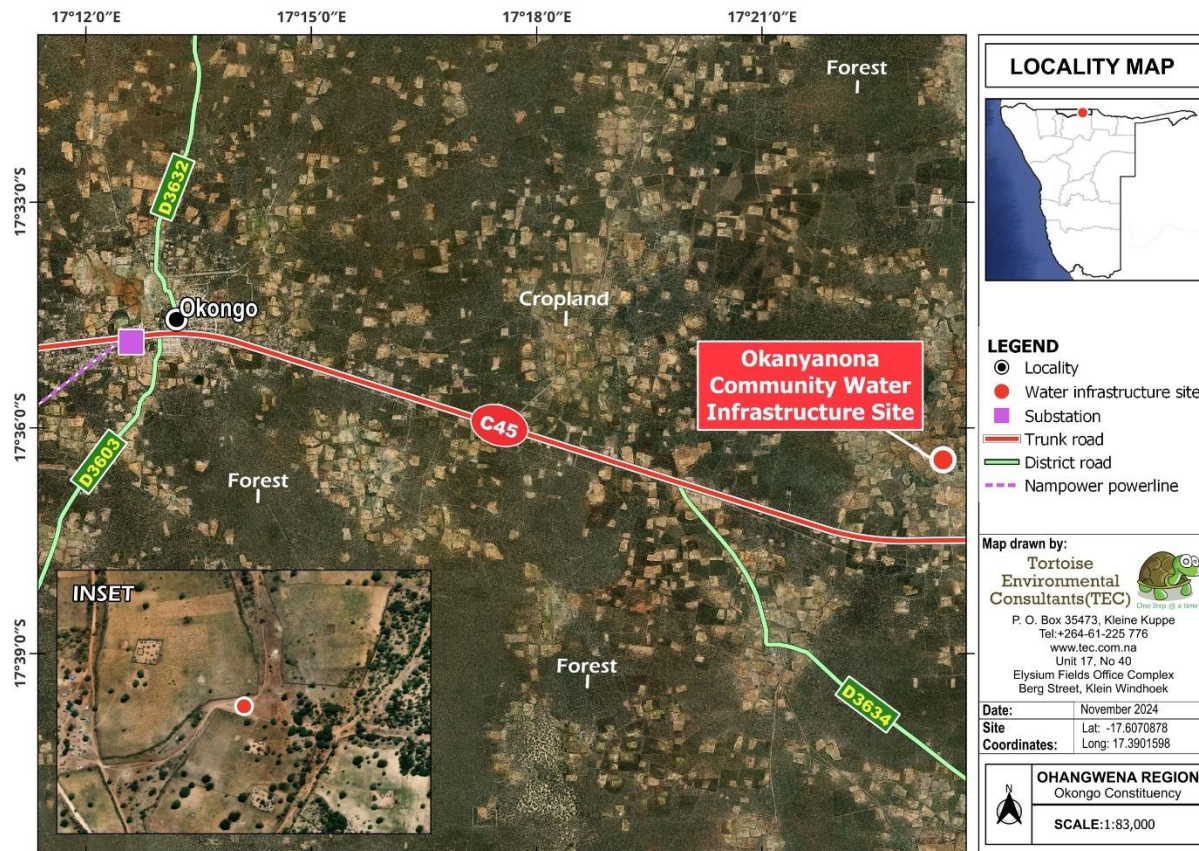 17°12'0"E
17°15'0"E
17°18'0"E
17°21'0"E
17°33'0"S
17°36'0"S
17°39'0"S
Forest
D3632
Okongo
Cropland
Okanyanona
Community Water
Infrastructure Site
C45
D3603
Forest
INSET
Forest
D3634
LOCALITY MAP
LEGEND
Locality
Water infrastructure site
Substation
Trunk road
District road
Nampower powerline
Map drawn by:
Tortoise
Environmental
Consultants(TEC)
One Step @ a time
P. O. Box 35473, Kleine Kuppe
Tel:+264-61-225 776
www.tec.com.na
Unit 17, No 40
Elysium Fields Office Complex
Berg Street, Klein Windhoek
Date: November 2024
Site Lat: -17.6070878
Coordinates: Long: 17.3901598
N
OHANGWENA REGION
Okongo Constituency
SCALE:1:83,000